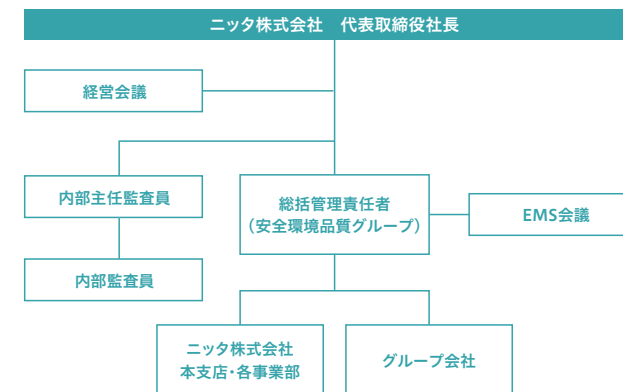 ニッタ株式会社　代表取締役社長
経営会議
内部主任監査員
総括管理責任者
（安全環境品質グループ）
EMS会議
内部監査員
ニッタ株式会社
本支店・各事業部
グループ会社